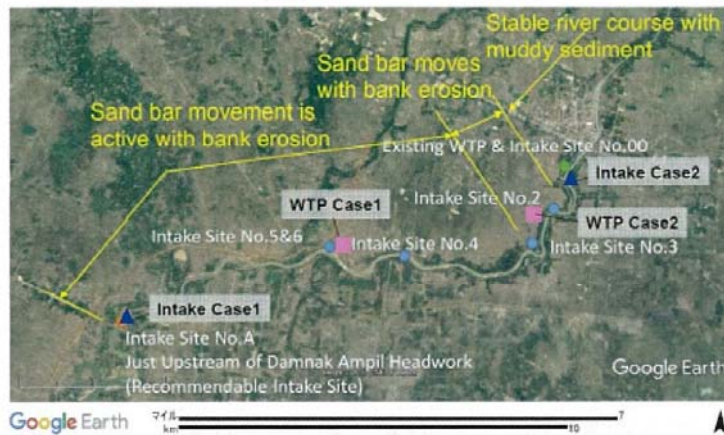 Stable river course with
muddy sediment
Sand bar moves
with bank erosion
Sand bar movement is
active with bank erosion
Existing WTP & Intake Site No.00
Intake Case2
Intake Site No.2
WTP Case1
WTP Case2
Intake Site No.5&6
Intake Site No.4
Intake Site No.3
Intake Case1
Intake Site No.A
Just Upstream of Damnak Ampil Headwork
(Recommendable Intake Site)
Google Earth
Google Earth
マイル
7
km
10